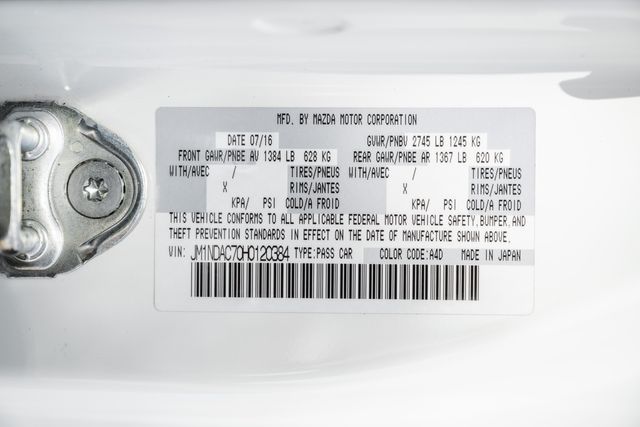 MFD. BY MAZDA MOTOR CORPORATION
DATE 07/16 GVWR/PNBV 2745 LB 1245 KG
FRONT GAWR/PNBE AV 1384 LB 628 KG REAR GAWR/PNBE AR 1367 LB 620 KG
WITH/AVEC / TIRES/PNEUS WITH/AVEC / TIRES/PNEUS
X RIMS/JANTES X RIMS/JANTES
KPA/ PSI COLD/A FROID KPA/ PSI COLD/A FROID
THIS VEHICLE CONFORMS TO ALL APPLICABLE FEDERAL MOTOR VEHICLE SAFETY, BUMPER, AND
THEFT PREVENTION STANDARDS IN EFFECT ON THE DATE OF MANUFACTURE SHOWN ABOVE.
VIN: JM1NDAC70H0120384 TYPE:PASS CAR COLOR CODE:A4D MADE IN JAPAN